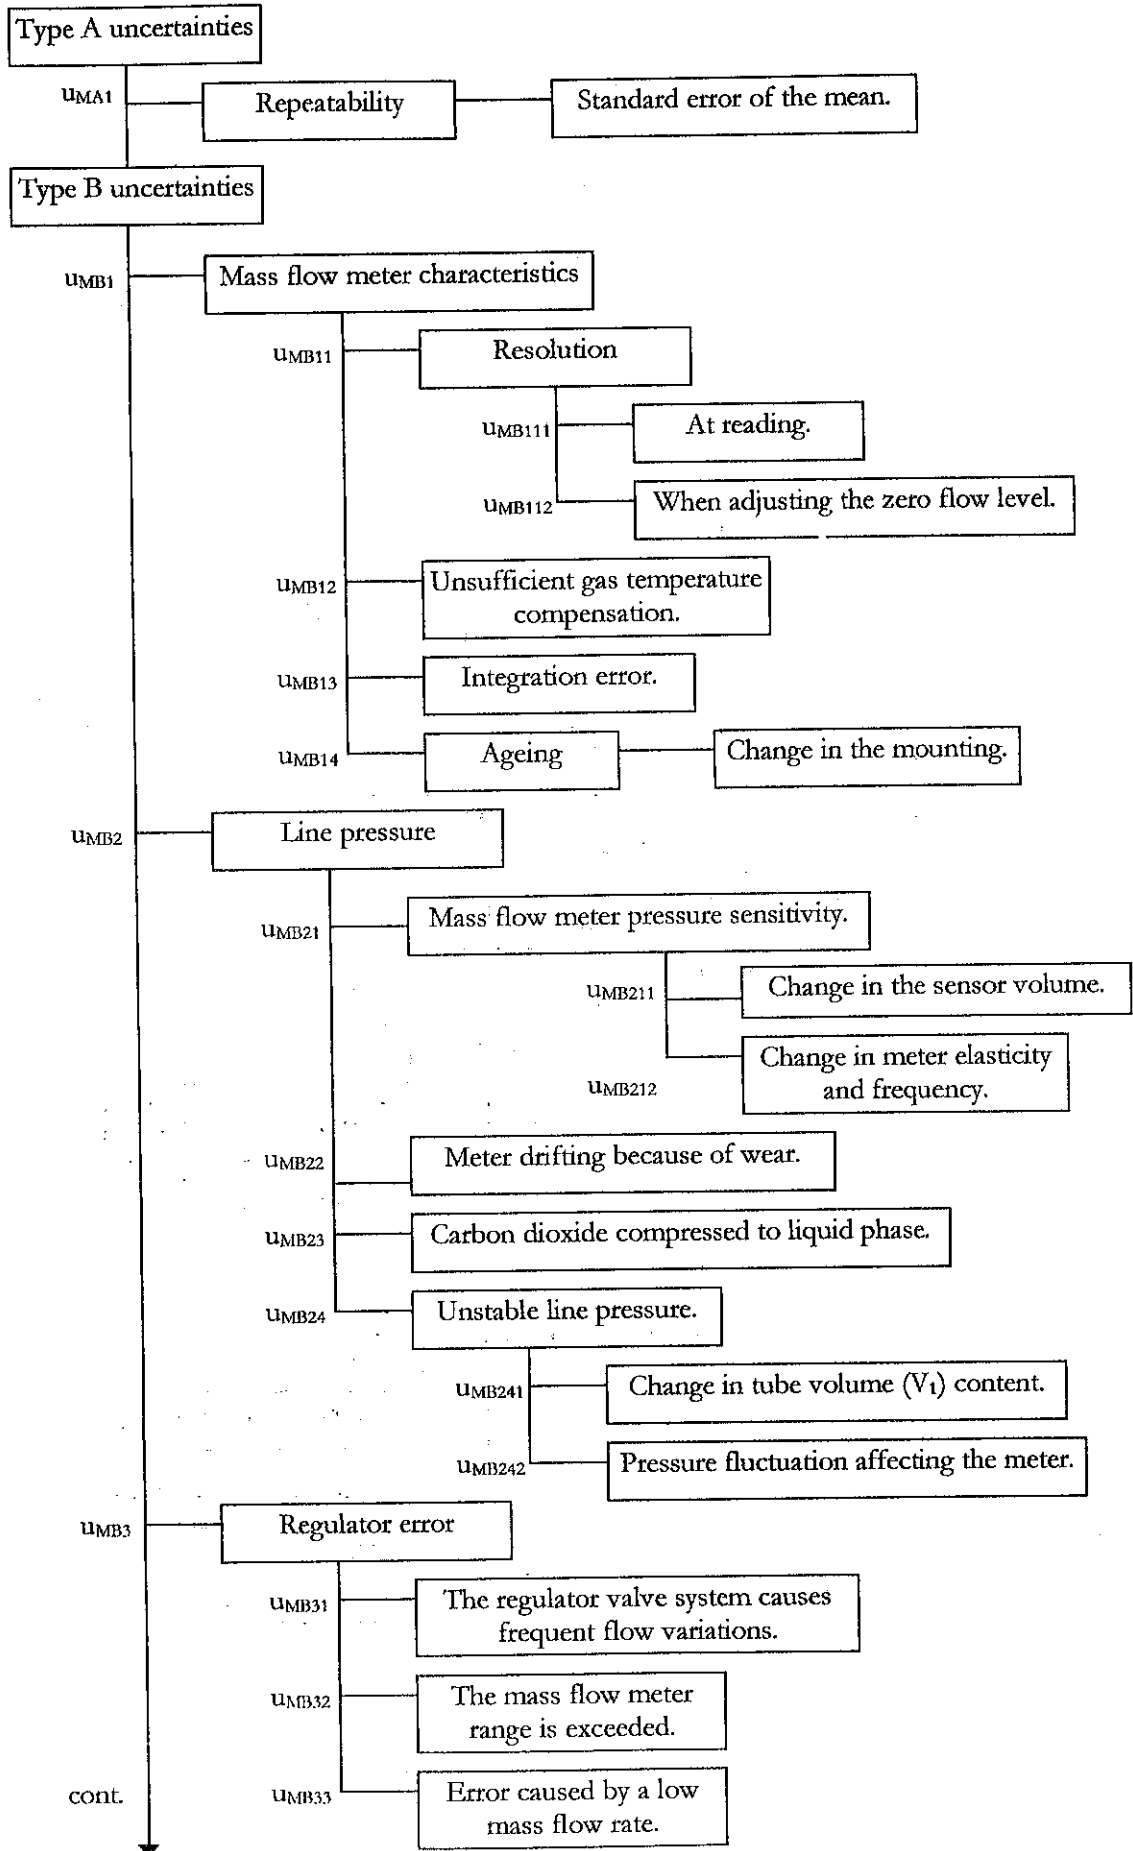 Type A uncertainties
uMA1
Repeatability
Standard error of the mean.
Type B uncertainties
uMB1
Mass flow meter characteristics
uMB11
Resolution
uMB111
At reading.
uMB112
When adjusting the zero flow level.
uMB12
Unsufficient gas temperature
compensation.
uMB13
Integration error.
uMB14
Ageing
Change in the mounting.
uMB2
Line pressure
uMB21
Mass flow meter pressure sensitivity.
uMB211
Change in the sensor volume.
uMB212
Change in meter elasticity
and frequency.
uMB22
Meter drifting because of wear.
uMB23
Carbon dioxide compressed to liquid phase.
uMB24
Unstable line pressure.
uMB241
Change in tube volume (V₁) content.
uMB242
Pressure fluctuation affecting the meter.
uMB3
Regulator error
uMB31
The regulator valve system causes
frequent flow variations.
uMB32
The mass flow meter
range is exceeded.
cont.
uMB33
Error caused by a low
mass flow rate.